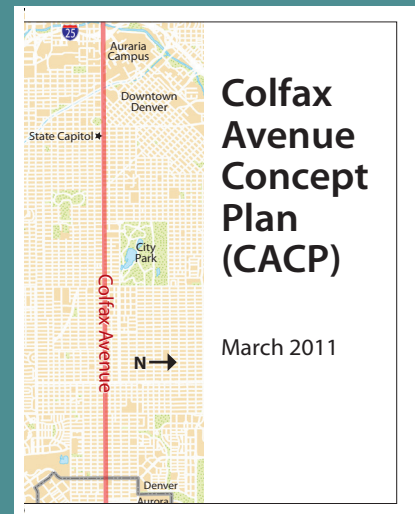 25
Auraria
Campus
Downtown
Denver
State Capitol
City
Park
Colfax Avenue
N
Denver
Aurora
Colfax
Avenue
Concept
Plan
(CACP)
March 2011